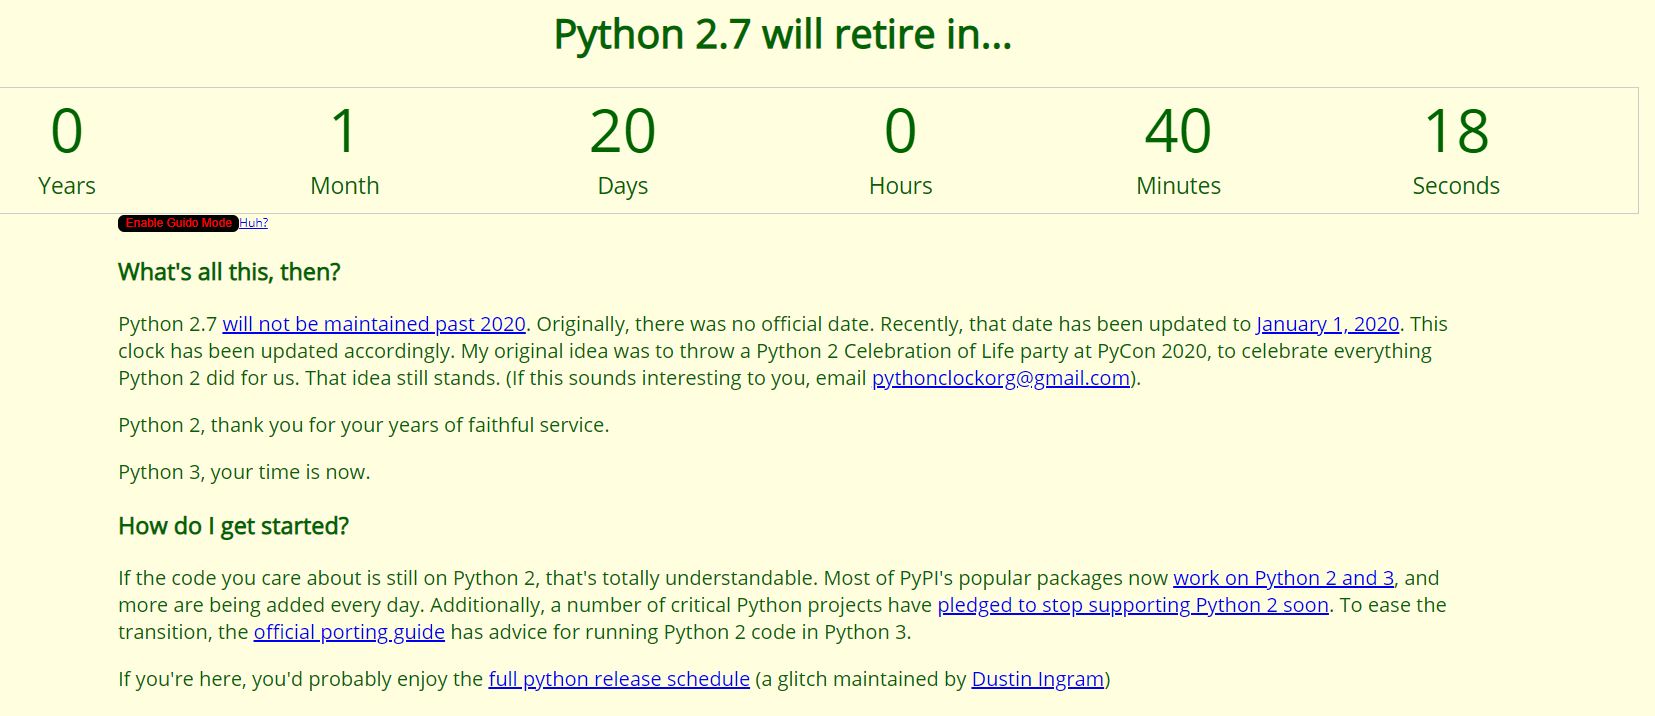 Python 2.7 will retire in...
0 1 20 0 40 18
Years Month Days Hours Minutes Seconds
Enable Guido Mode Huh?
What's all this, then?
Python 2.7 will not be maintained past 2020. Originally, there was no official date. Recently, that date has been updated to January 1, 2020. This
clock has been updated accordingly. My original idea was to throw a Python 2 Celebration of Life party at PyCon 2020, to celebrate everything
Python 2 did for us. That idea still stands. (If this sounds interesting to you, email pythonclockorg@gmail.com).
Python 2, thank you for your years of faithful service.
Python 3, your time is now.
How do I get started?
If the code you care about is still on Python 2, that's totally understandable. Most of PyPI's popular packages now work on Python 2 and 3, and
more are being added every day. Additionally, a number of critical Python projects have pledged to stop supporting Python 2 soon. To ease the
transition, the official porting guide has advice for running Python 2 code in Python 3.
If you're here, you'd probably enjoy the full python release schedule (a glitch maintained by Dustin Ingram)